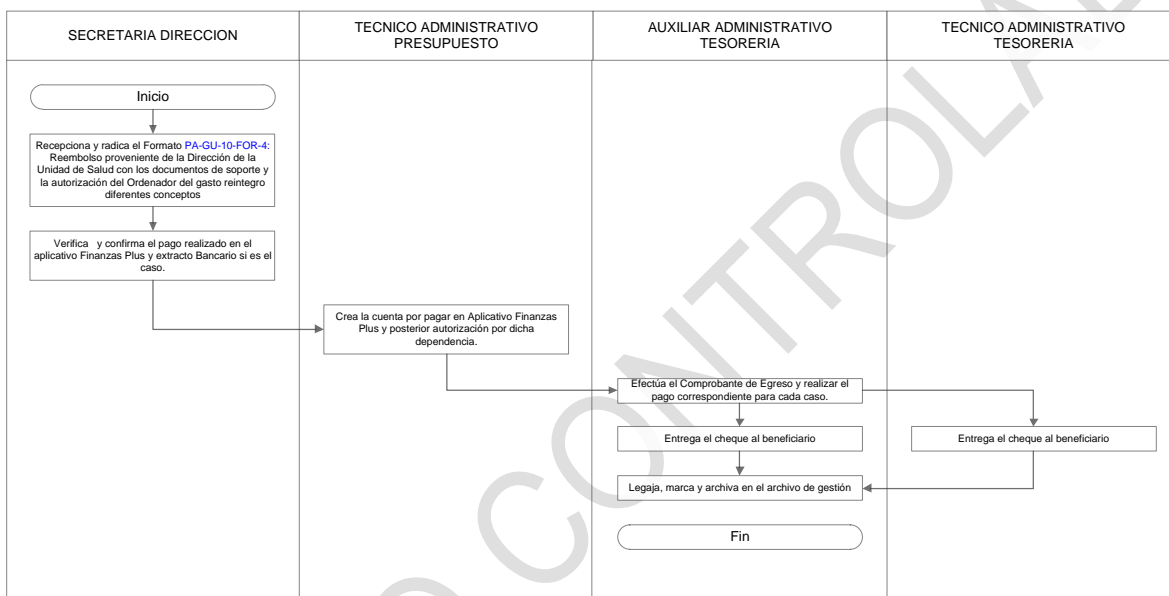 SECRETARIA DIRECCION
TECNICO ADMINISTRATIVO
PRESUPUESTO
AUXILIAR ADMINISTRATIVO
TESORERIA
TECNICO ADMINISTRATIVO
TESORERIA
Inicio
Recepciona y radica el Formato PA-GU-10-FOR-4:
Reembolso proveniente de la Dirección de la
Unidad de Salud con los documentos de soporte y
la autorización del Ordenador del gasto reintegro
diferentes conceptos
Verifica y confirma el pago realizado en el
aplicativo Finanzas Plus y extracto Bancario si es el
caso.
Crea la cuenta por pagar en Aplicativo Finanzas
Plus y posterior autorización por dicha
dependencia.
Efectúa el Comprobante de Egreso y realizar el
pago correspondiente para cada caso.
Entrega el cheque al beneficiario
Entrega el cheque al beneficiario
Legaja, marca y archiva en el archivo de gestión
Fin
CONTROLA